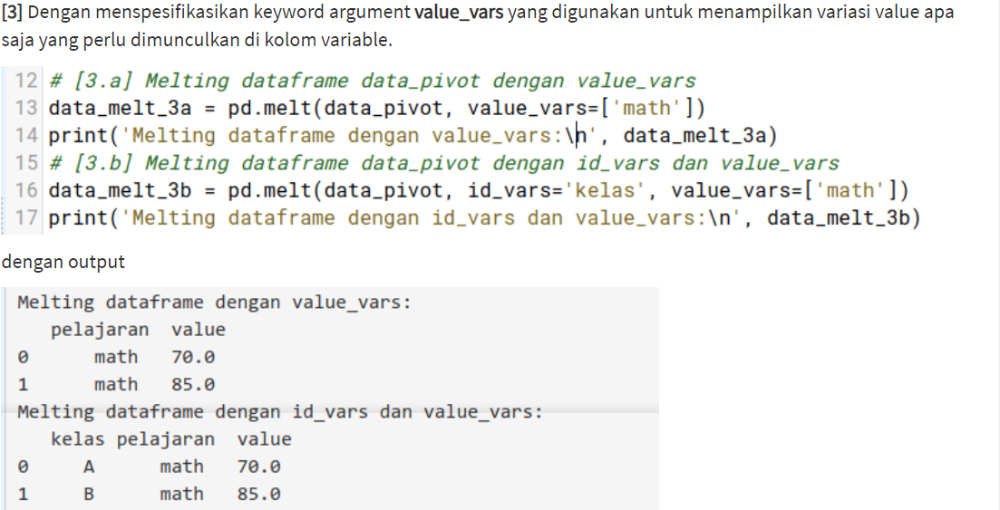 [3] Dengan menspesifikasikan keyword argument value_vars yang digunakan untuk menampilkan variasi value apa
saja yang perlu dimunculkan di kolom variable.
12 # [3.a] Melting dataframe data_pivot dengan value_vars
13 data_melt_3a = pd.melt(data_pivot, value_vars=['math'])
14 print('Melting dataframe dengan value_vars:\n', data_melt_3a)
15 # [3.b] Melting dataframe data_pivot dengan id_vars dan value_vars
16 data_melt_3b = pd.melt(data_pivot, id_vars='kelas', value_vars=['math'])
17 print('Melting dataframe dengan id_vars dan value_vars:\n', data_melt_3b)
dengan output
Melting dataframe dengan value_vars:
pelajaran value
0 math 70.0
1 math 85.0
Melting dataframe dengan id_vars dan value_vars:
kelas pelajaran value
0 A math 70.0
1 B math 85.0